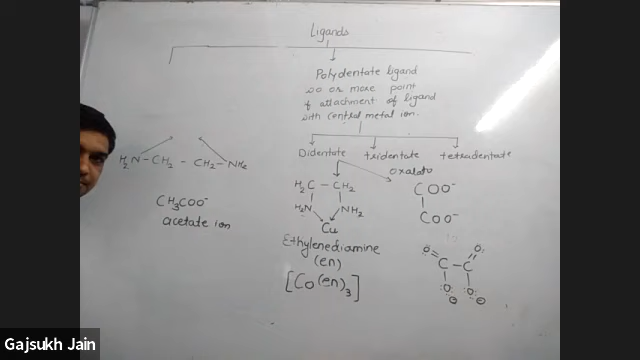 Ligands
Polydentate ligand
so or more point
of attachment of ligand
with central metal ion.
Didentate tridentate tetradentate
oxalato
H₂N-CH₂ - CH₂-NH₂
CH₃COO⁻
acetate ion
H₂C - CH₂
H₂N NH₂
Cu
Ethylenediamine
(en)
[Co(en)₃]
COO⁻
COO⁻
O O
C-C
O O
Gajsukh Jain